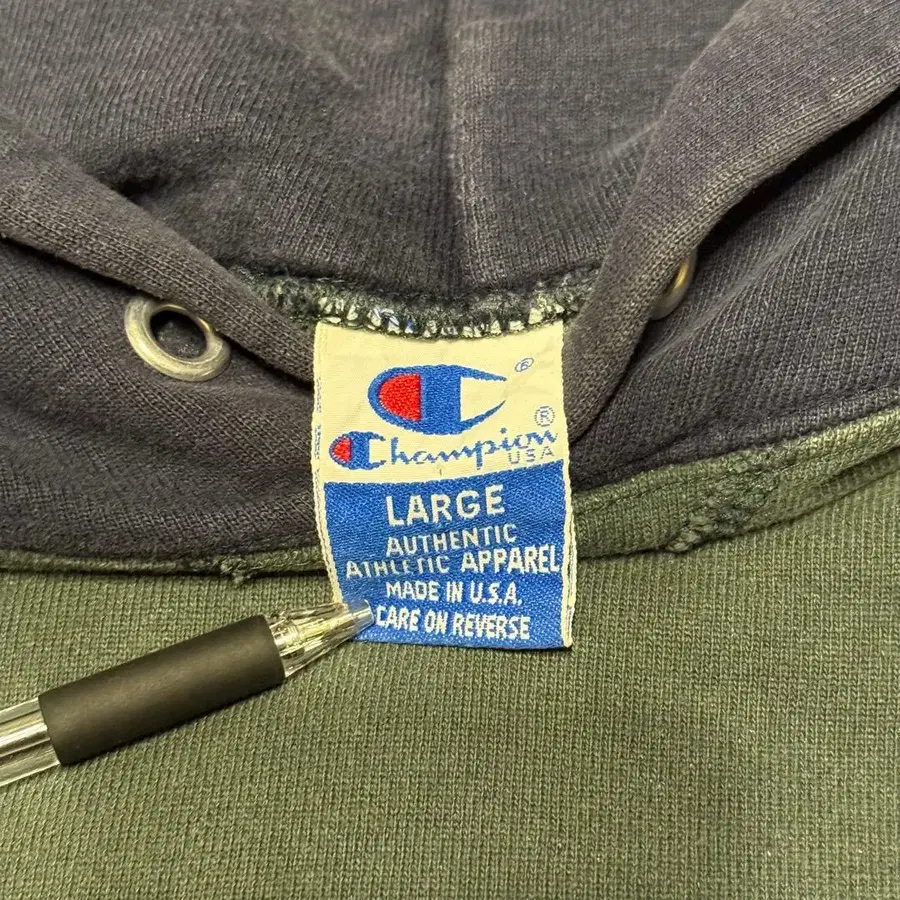 ®
®
Champion
USA
LARGE
AUTHENTIC
ATHLETIC APPAREL
MADE IN U.S.A.
CARE ON REVERSE